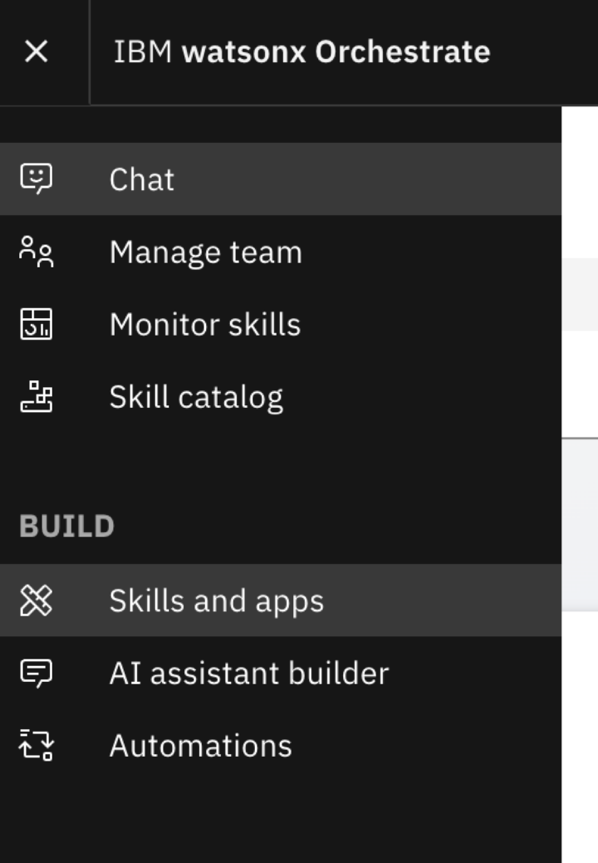 IBM watsonx Orchestrate
Chat
Manage team
Monitor skills
Skill catalog
BUILD
Skills and apps
AI assistant builder
Automations